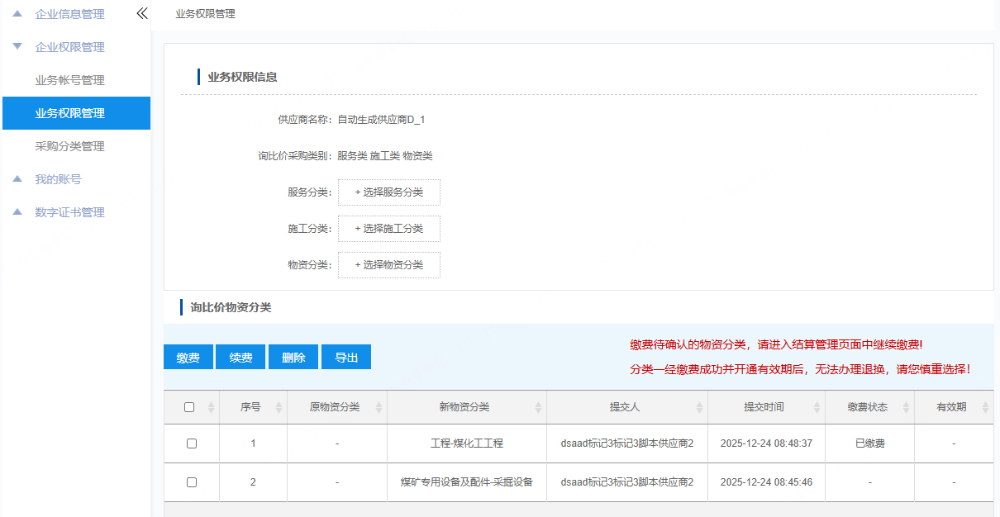 企业信息管理
企业权限管理
业务帐号管理
业务权限管理
采购分类管理
我的账号
数字证书管理
业务权限管理
业务权限信息
供应商名称： 自动生成供应商D_1
询比价采购类别： 服务类 施工类 物资类
服务分类： + 选择服务分类
施工分类： + 选择施工分类
物资分类： + 选择物资分类
询比价物资分类
缴费 续费 删除 导出
缴费待确认的物资分类，请进入结算管理页面中继续缴费!
分类一经缴费成功并开通有效期后，无法办理退换，请您慎重选择！
序号 原物资分类 新物资分类 提交人 提交时间 缴费状态 有效期
1 - 工程-煤化工工程 dsaad标记3标记3脚本供应商2 2025-12-24 08:48:37 已缴费 -
2 - 煤矿专用设备及配件-采掘设备 dsaad标记3标记3脚本供应商2 2025-12-24 08:45:46 - -